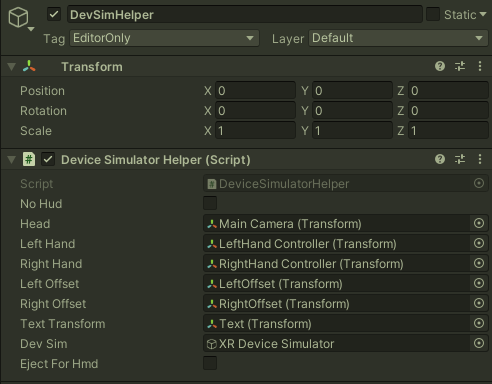 DevSimHelper Static
Tag EditorOnly Layer Default
Transform
Position X 0 Y 0 Z 0
Rotation X 0 Y 0 Z 0
Scale X 1 Y 1 Z 1
# Device Simulator Helper (Script)
Script # DeviceSimulatorHelper
No Hud
Head Main Camera (Transform)
Left Hand LeftHand Controller (Transform)
Right Hand RightHand Controller (Transform)
Left Offset LeftOffset (Transform)
Right Offset RightOffset (Transform)
Text Transform Text (Transform)
Dev Sim XR Device Simulator
Eject For Hmd